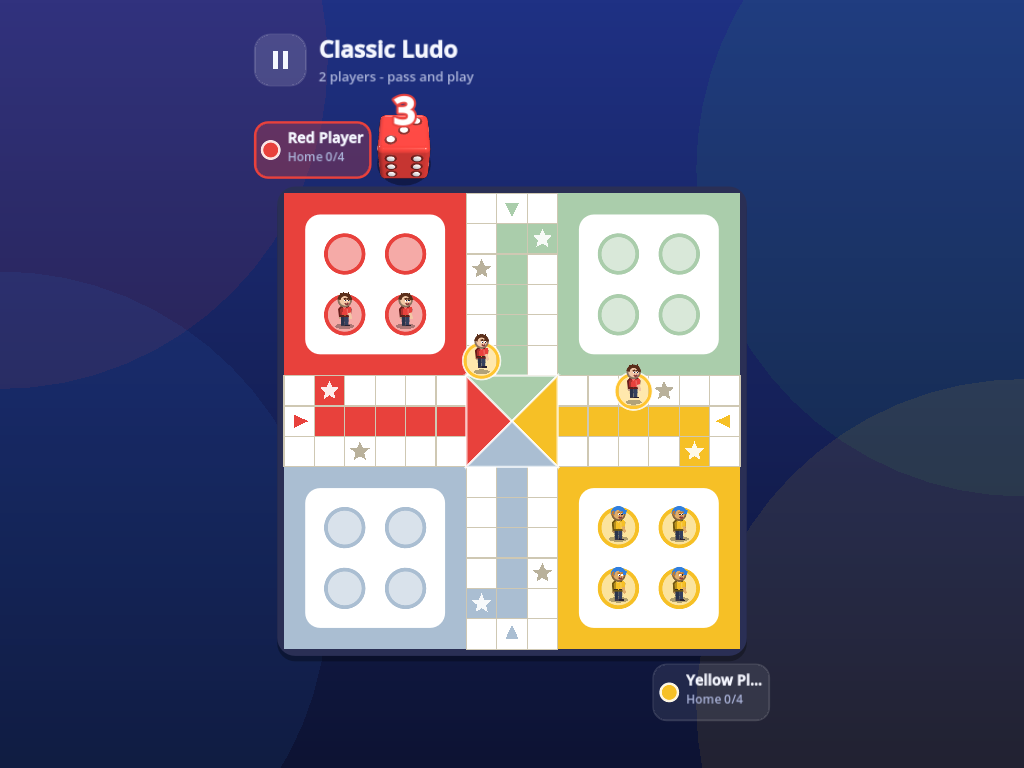 Classic Ludo
2 players - pass and play
3
Red Player
Home 0/4
Yellow Pl...
Home 0/4